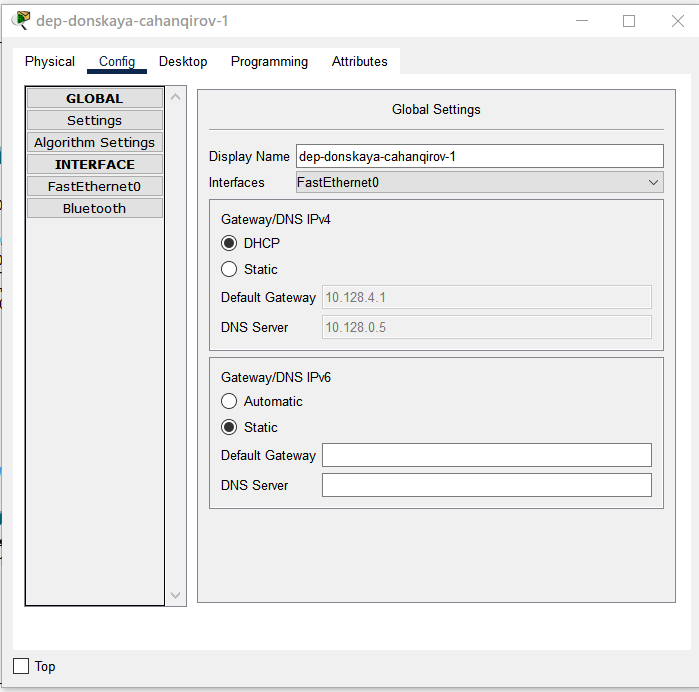 dep-donskaya-cahanqirov-1
Physical Config Desktop Programming Attributes
GLOBAL
Settings
Algorithm Settings
INTERFACE
FastEthernet0
Bluetooth
Global Settings
Display Name dep-donskaya-cahanqirov-1
Interfaces FastEthernet0
Gateway/DNS IPv4
DHCP
Static
Default Gateway 10.128.4.1
DNS Server 10.128.0.5
Gateway/DNS IPv6
Automatic
Static
Default Gateway
DNS Server
Top